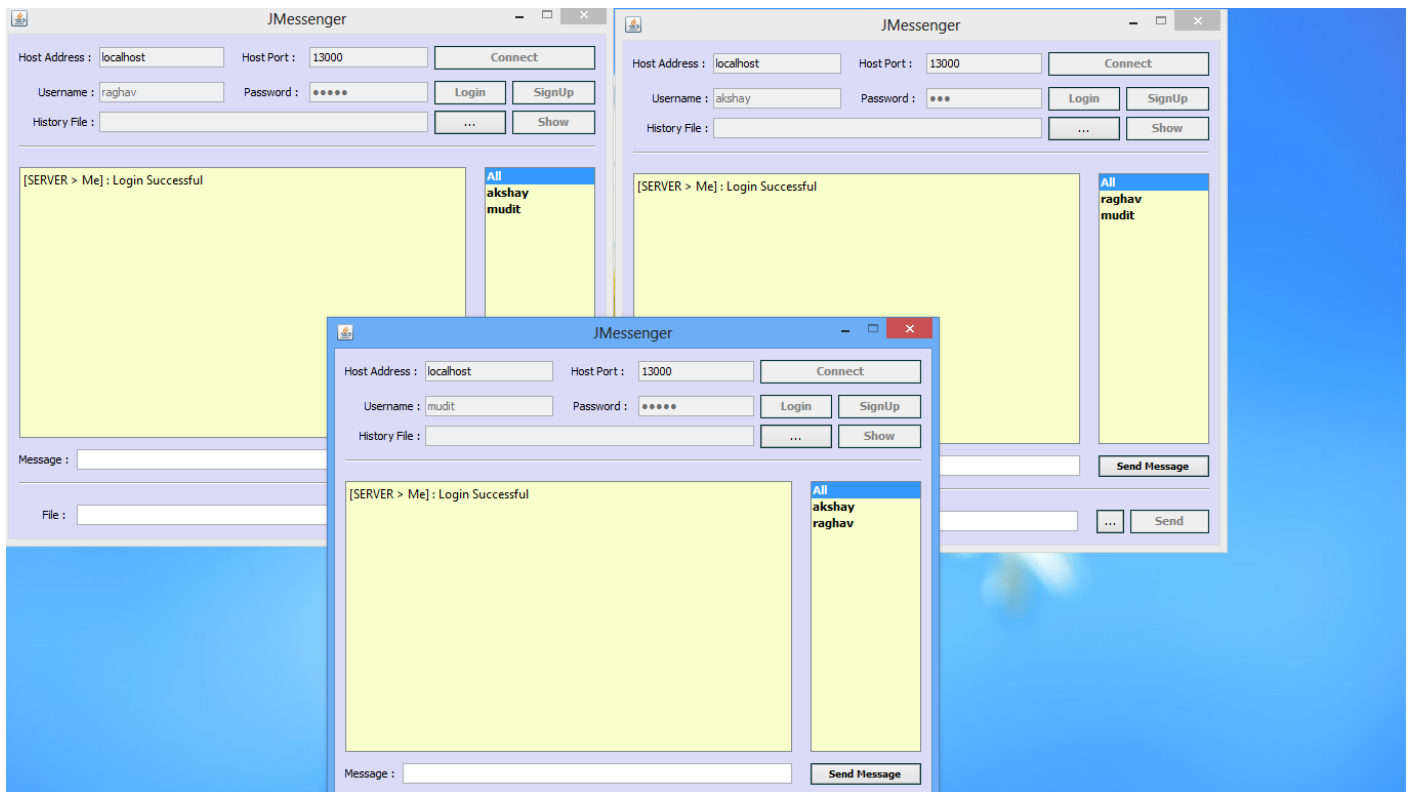 JMessenger
Host Address : localhost Host Port : 13000 Connect
Username : raghav Password : ●●●●● Login SignUp
History File : ... Show
[SERVER > Me] : Login Successful
All
akshay
mudit
Message :
File :
JMessenger
Host Address : localhost Host Port : 13000 Connect
Username : akshay Password : ●●● Login SignUp
History File : ... Show
[SERVER > Me] : Login Successful
All
raghav
mudit
Send Message
... Send
JMessenger
Host Address : localhost Host Port : 13000 Connect
Username : mudit Password : ●●●●● Login SignUp
History File : ... Show
[SERVER > Me] : Login Successful
All
akshay
raghav
Message : Send Message